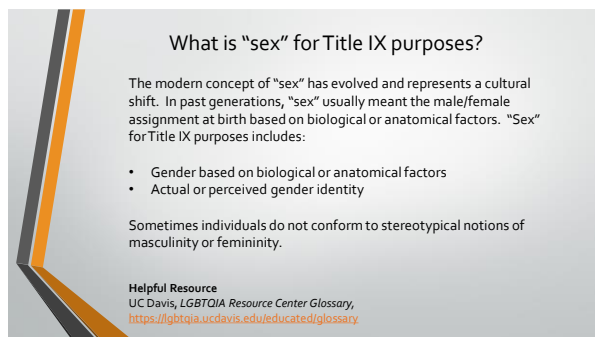 What is “sex” for Title IX purposes?
The modern concept of “sex” has evolved and represents a cultural
shift. In past generations, “sex” usually meant the male/female
assignment at birth based on biological or anatomical factors. “Sex”
for Title IX purposes includes:
• Gender based on biological or anatomical factors
• Actual or perceived gender identity
Sometimes individuals do not conform to stereotypical notions of
masculinity or femininity.
Helpful Resource
UC Davis, LGBTQIA Resource Center Glossary,
https://lgbtqia.ucdavis.edu/educated/glossary